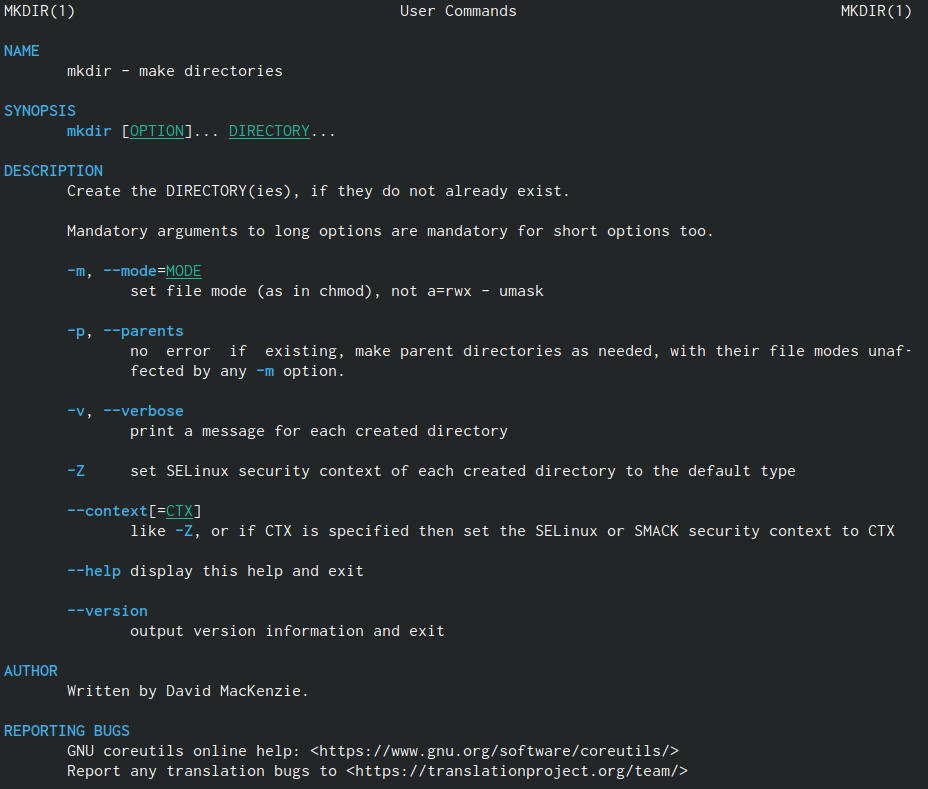 MKDIR(1) User Commands MKDIR(1)
NAME
mkdir - make directories
SYNOPSIS
mkdir [OPTION]... DIRECTORY...
DESCRIPTION
Create the DIRECTORY(ies), if they do not already exist.
Mandatory arguments to long options are mandatory for short options too.
-m, --mode=MODE
set file mode (as in chmod), not a=rwx - umask
-p, --parents
no error if existing, make parent directories as needed, with their file modes unaf-
fected by any -m option.
-v, --verbose
print a message for each created directory
-Z set SELinux security context of each created directory to the default type
--context[=CTX]
like -Z, or if CTX is specified then set the SELinux or SMACK security context to CTX
--help display this help and exit
--version
output version information and exit
AUTHOR
Written by David MacKenzie.
REPORTING BUGS
GNU coreutils online help: <https://www.gnu.org/software/coreutils/>
Report any translation bugs to <https://translationproject.org/team/>